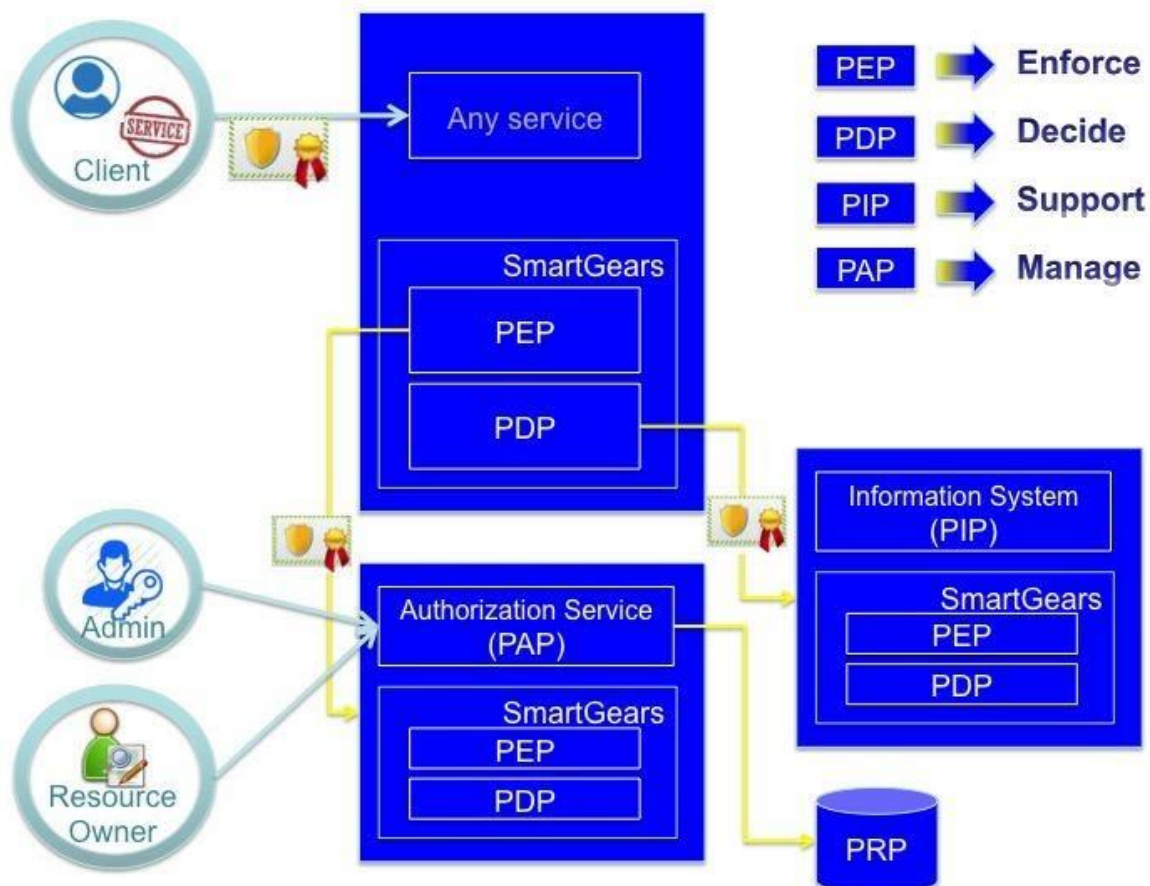 SERVICE
Client
Any service
SmartGears
PEP
PDP
PEP
Enforce
PDP
Decide
PIP
Support
PAP
Manage
Admin
Resource
Owner
Authorization Service
(PAP)
SmartGears
PEP
PDP
Information System
(PIP)
SmartGears
PEP
PDP
PRP